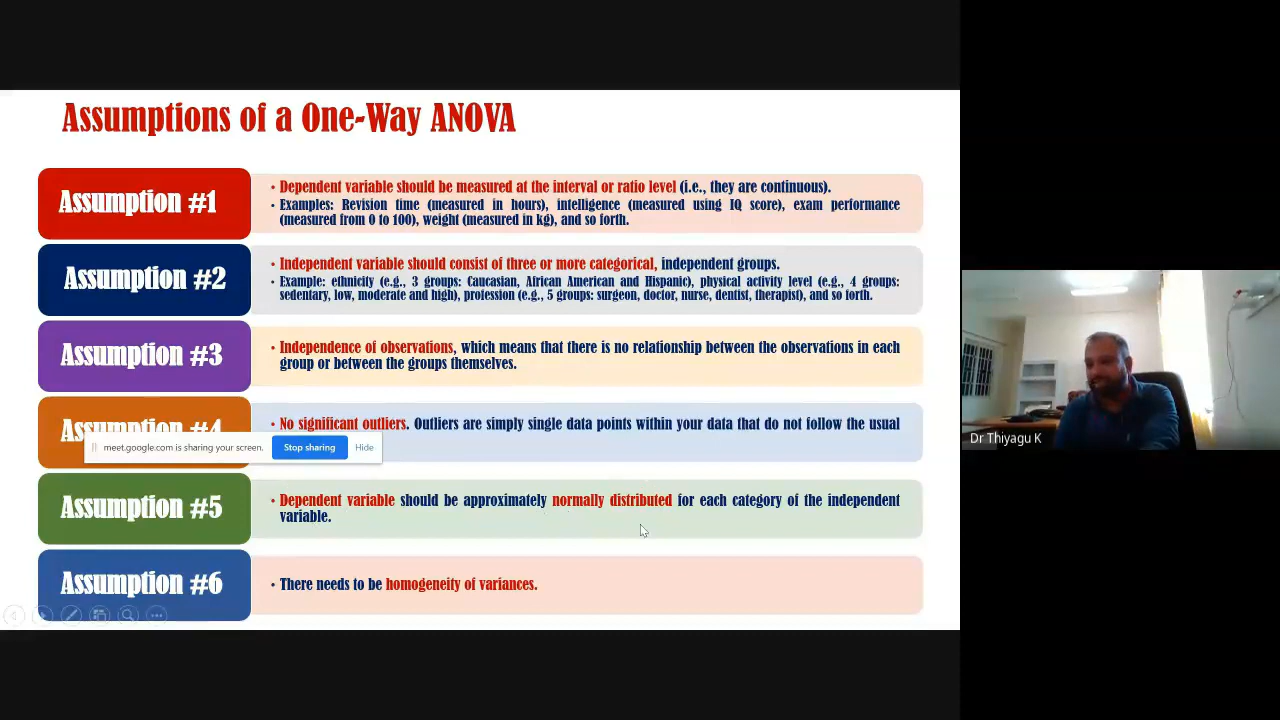 Assumptions of a One-Way ANOVA
Assumption #1
• Dependent variable should be measured at the interval or ratio level (i.e., they are continuous).
• Examples: Revision time (measured in hours), intelligence (measured using IQ score), exam performance
(measured from 0 to 100), weight (measured in kg), and so forth.
Assumption #2
• Independent variable should consist of three or more categorical, independent groups.
• Example: ethnicity (e.g., 3 groups: Caucasian, African American and Hispanic), physical activity level (e.g., 4 groups:
sedentary, low, moderate and high), profession (e.g., 5 groups: surgeon, doctor, nurse, dentist, therapist), and so forth.
Assumption #3
• Independence of observations, which means that there is no relationship between the observations in each
group or between the groups themselves.
Assumption #4
• No significant outliers. Outliers are simply single data points within your data that do not follow the usual
meet.google.com is sharing your screen.
Stop sharing
Hide
Assumption #5
• Dependent variable should be approximately normally distributed for each category of the independent
variable.
Assumption #6
• There needs to be homogeneity of variances.
Dr Thiyagu K